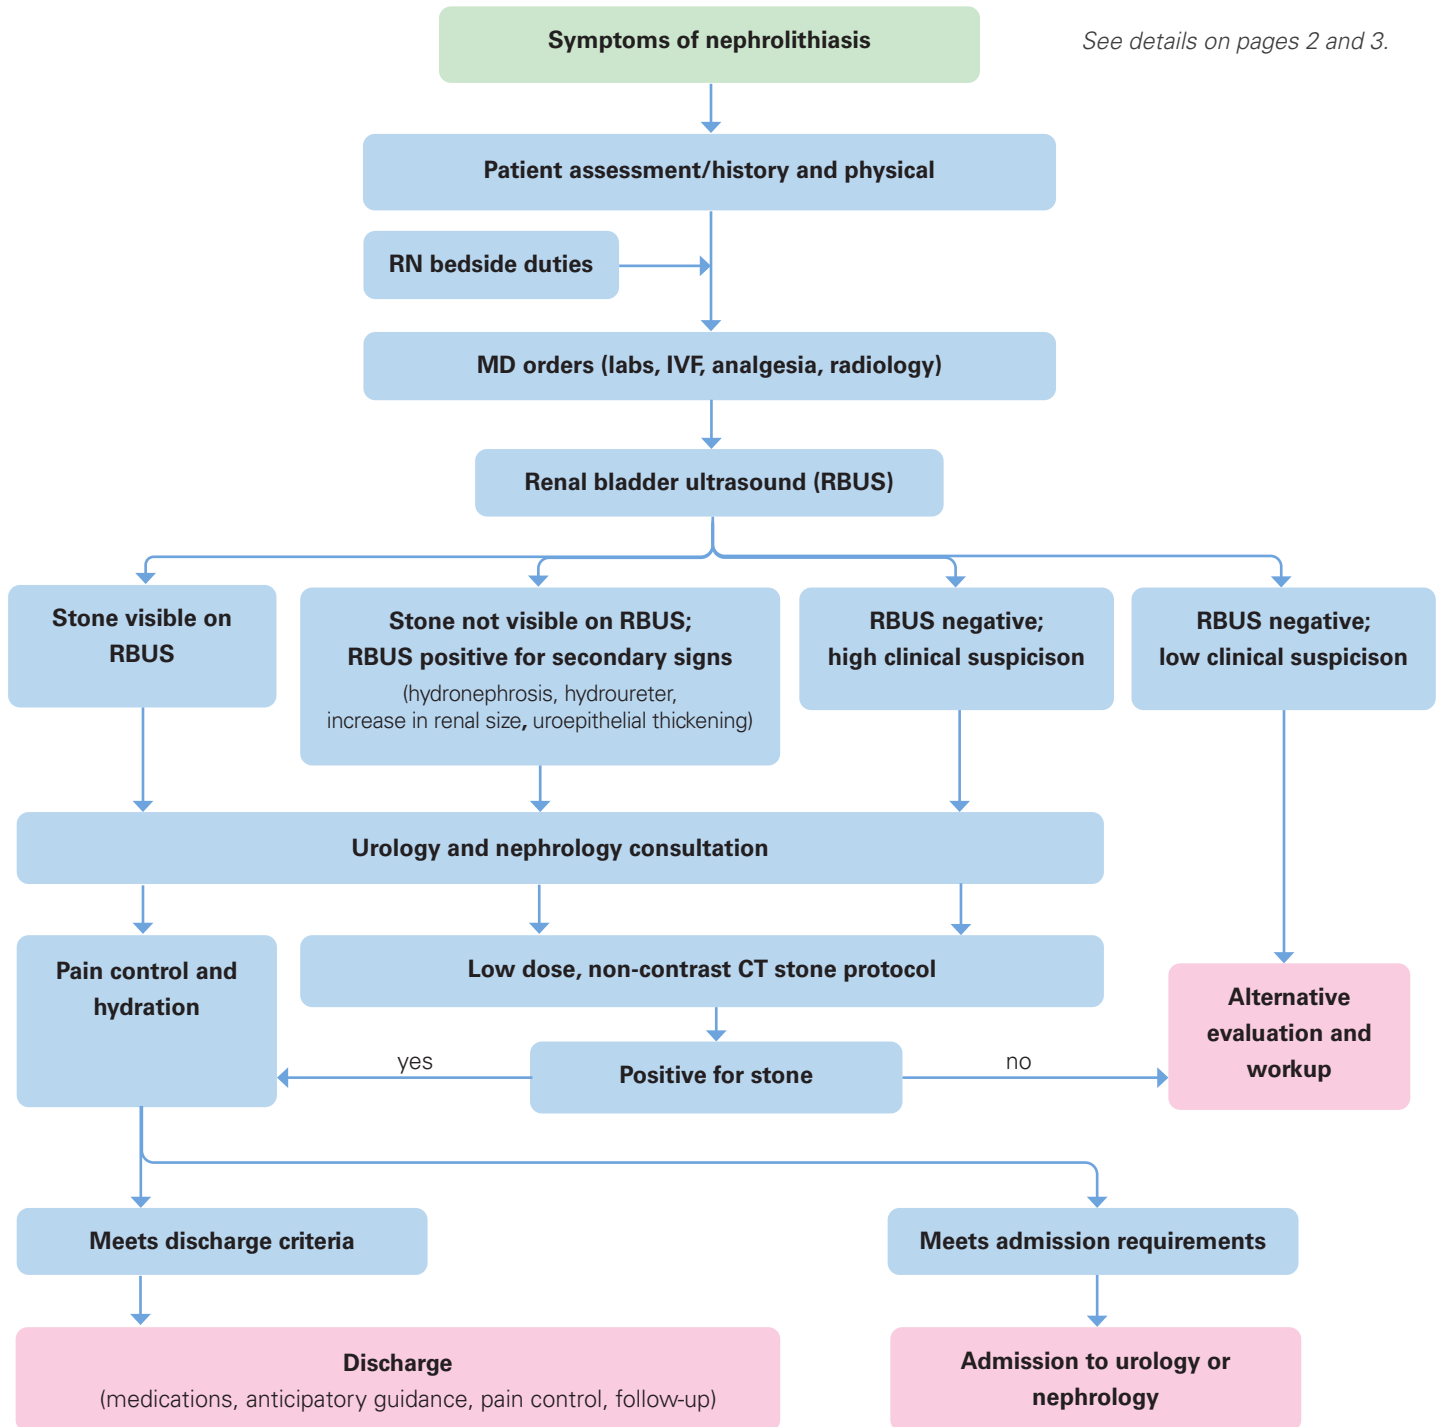 Symptoms of nephrolithiasis
See details on pages 2 and 3.
Patient assessment/history and physical
RN bedside duties
MD orders (labs, IVF, analgesia, radiology)
Renal bladder ultrasound (RBUS)
Stone visible on
RBUS
Stone not visible on RBUS;
RBUS positive for secondary signs
(hydronephrosis, hydroureter,
increase in renal size, uroepithelial thickening)
RBUS negative;
high clinical suspicison
RBUS negative;
low clinical suspicison
Urology and nephrology consultation
Pain control and
hydration
Low dose, non-contrast CT stone protocol
Alternative
evaluation and
workup
yes
Positive for stone
no
Meets discharge criteria
Meets admission requirements
Discharge
(medications, anticipatory guidance, pain control, follow-up)
Admission to urology or
nephrology